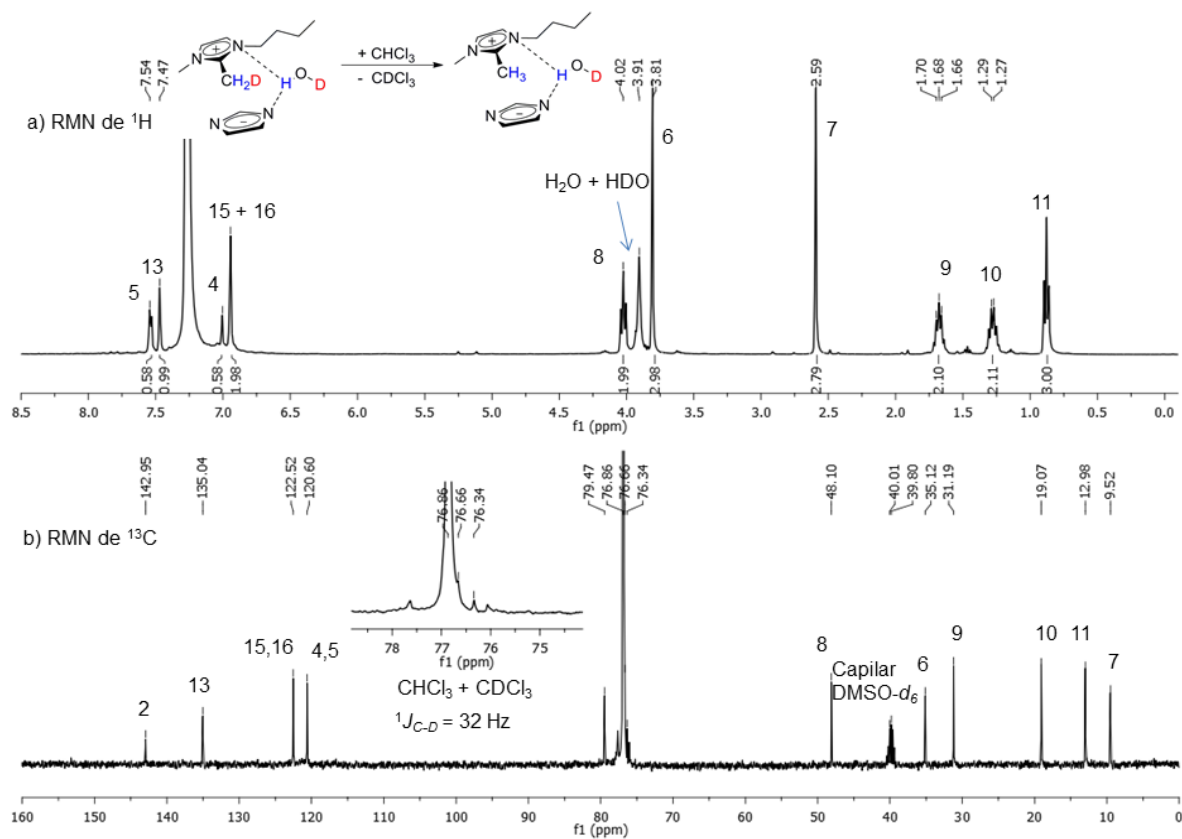 N
+
N
CH2D
H
O
D
N
N
−
+ CHCl3
- CDCl3
N
+
N
CH3
H
O
D
N
N
−
7.54
7.47
4.02
3.91
3.81
2.59
1.70
1.68
1.66
1.29
1.27
a) RMN de 1H
5
13
15 + 16
4
H2O + HDO
8
6
7
9
10
11
0.58
0.99
0.58
1.98
1.99
2.98
2.79
2.10
2.11
3.00
8.5 8.0 7.5 7.0 6.5 6.0 5.5 5.0 4.5 4.0 3.5 3.0 2.5 2.0 1.5 1.0 0.5 -0.0
f1 (ppm)
142.95
135.04
122.52
120.60
79.47
76.86
76.66
76.34
48.10
40.01
39.80
35.12
31.19
19.07
12.98
9.52
b) RMN de 13C
76.86
76.66
76.34
78 77 76 75
f1 (ppm)
CHCl3 + CDCl3
1JC-D = 32 Hz
2
13
15,16
4,5
8
Capilar
DMSO-d6
6
9
10
11
7
160 150 140 130 120 110 100 90 80 70 60 50 40 30 20 10 0
f1 (ppm)